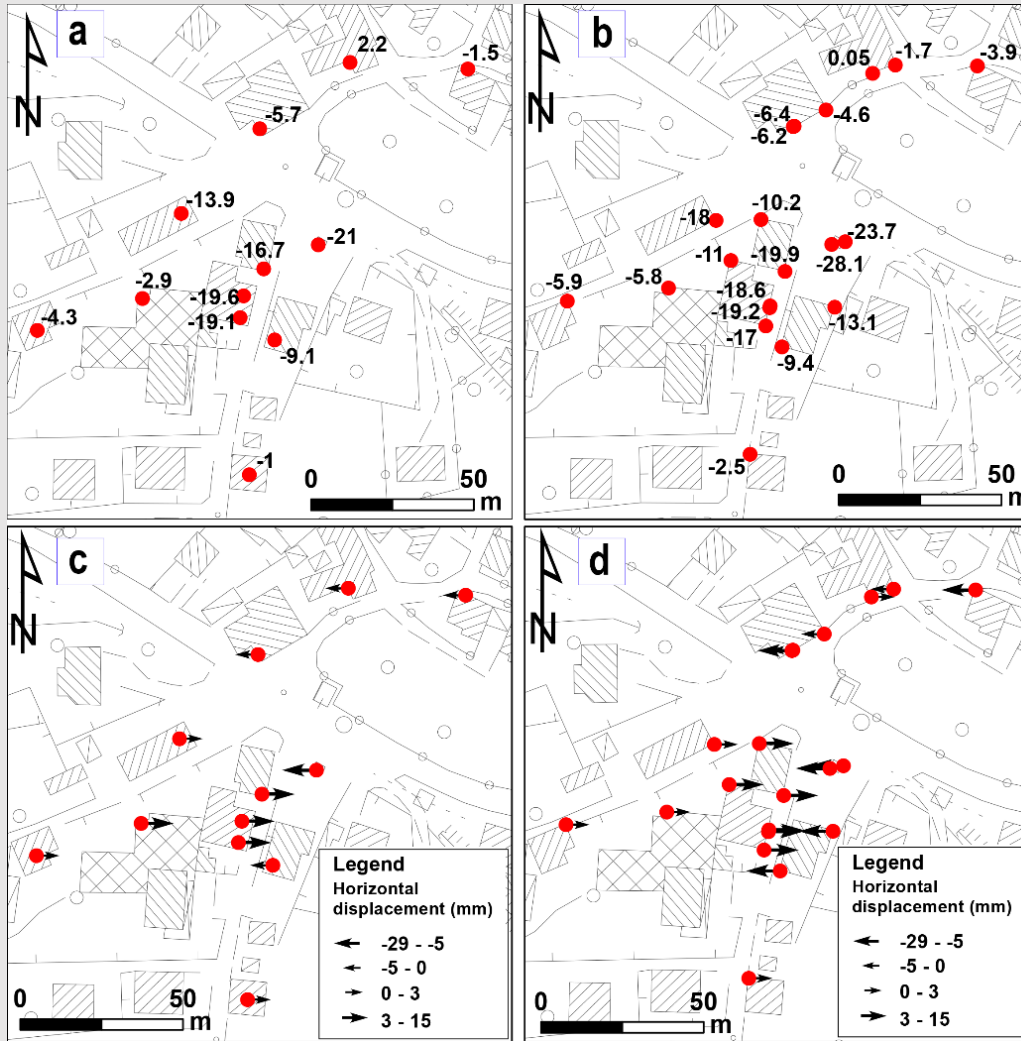 a
N
2.2
-1.5
-5.7
-13.9
-21
-16.7
-2.9
-19.6
-4.3
-19.1
-9.1
-1
0
50
m
b
N
0.05
-1.7
-3.9
-6.4
-4.6
-6.2
-18
-10.2
-23.7
-11
-19.9
-28.1
-5.9
-5.8
-18.6
-19.2
-13.1
-17
-9.4
-2.5
0
50
m
c
N
Legend
Horizontal
displacement (mm)
-29 - -5
-5 - 0
0 - 3
3 - 15
0
50
m
d
N
Legend
Horizontal
displacement (mm)
-29 - -5
-5 - 0
0 - 3
3 - 15
0
50
m